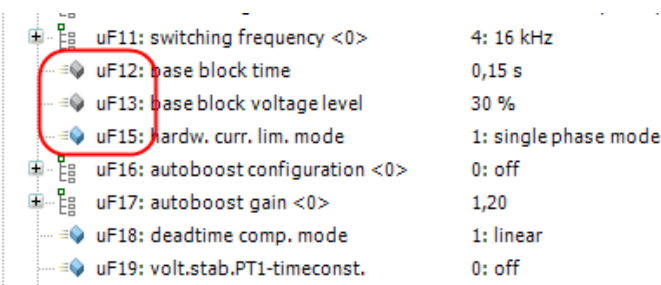 uF11: switching frequency <0> 4: 16 kHz
uF12: base block time 0,15 s
uF13: base block voltage level 30 %
uF15: hardw. curr. lim. mode 1: single phase mode
uF16: autoboost configuration <0> 0: off
uF17: autoboost gain <0> 1,20
uF18: deadtime comp. mode 1: linear
uF19: volt.stab.PT1-timeconst. 0: off